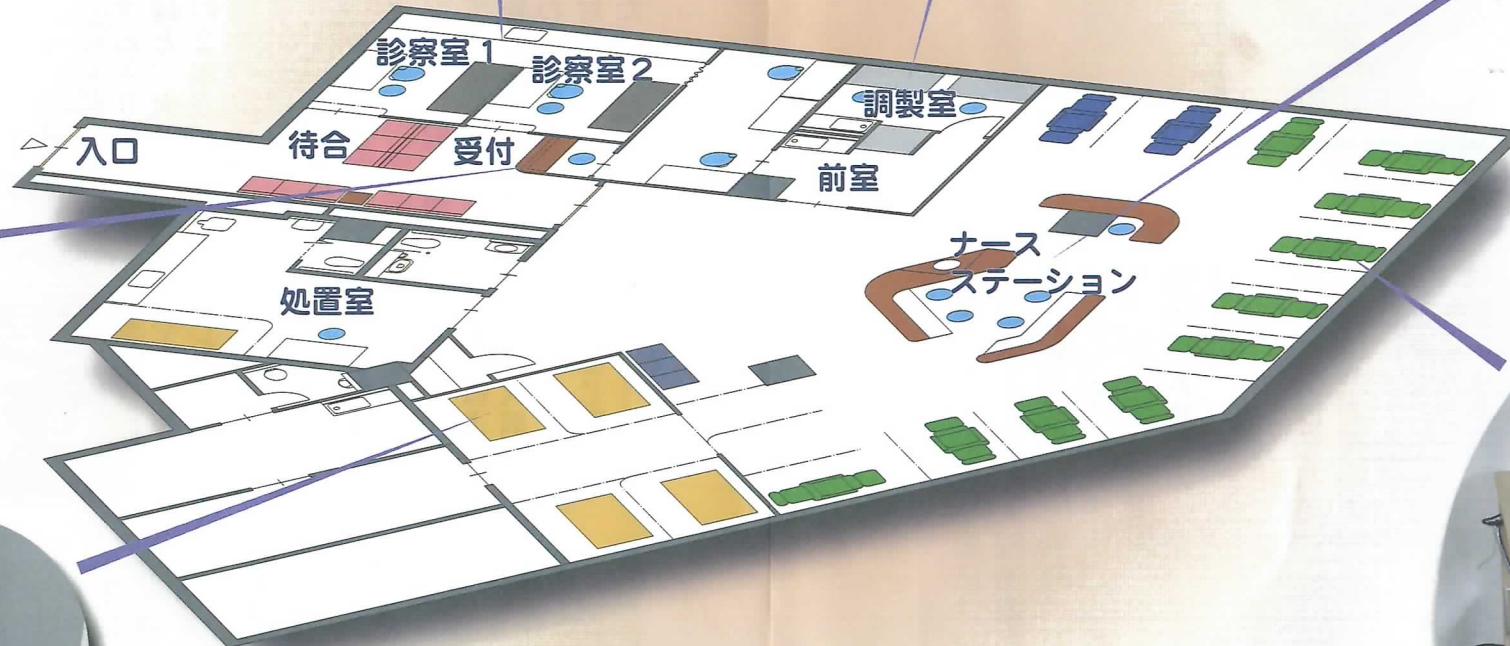 診察室1
診察室2
調製室
入口
待合
受付
前室
ナース
ステーション
処置室